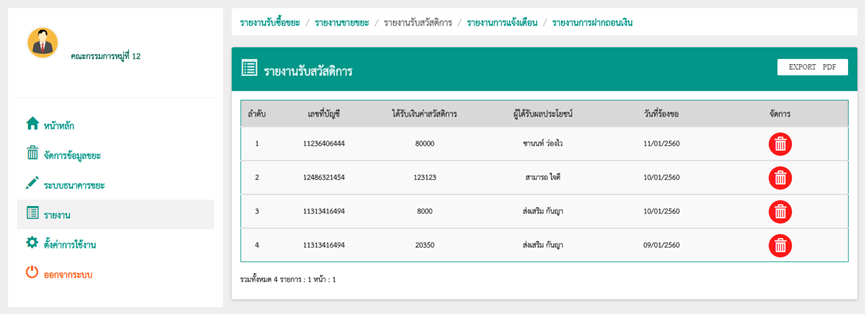 คณะกรรมการหมู่ที่ 12
หน้าหลัก
จัดการข้อมูลขยะ
ระบบธนาคารขยะ
รายงาน
ตั้งค่าการใช้งาน
ออกจากระบบ
รายงานรับซื้อขยะ / รายงานขายขยะ / รายงานรับสวัสดิการ / รายงานการแจ้งเตือน / รายงานการฝากถอนเงิน
รายงานรับสวัสดิการ EXPORT PDF
ลำดับ เลขที่บัญชี ได้รับเงินค่าสวัสดิการ ผู้ได้รับผลประโยชน์ วันที่ร้องขอ จัดการ
1 11236406444 80000 ชานนท์ ว่องไว 11/01/2560
2 12486321454 123123 สามารถ ใจดี 10/01/2560
3 11313416494 8000 ส่งเสริม กันญา 10/01/2560
4 11313416494 20350 ส่งเสริม กันญา 09/01/2560
รวมทั้งหมด 4 รายการ : 1 หน้า : 1